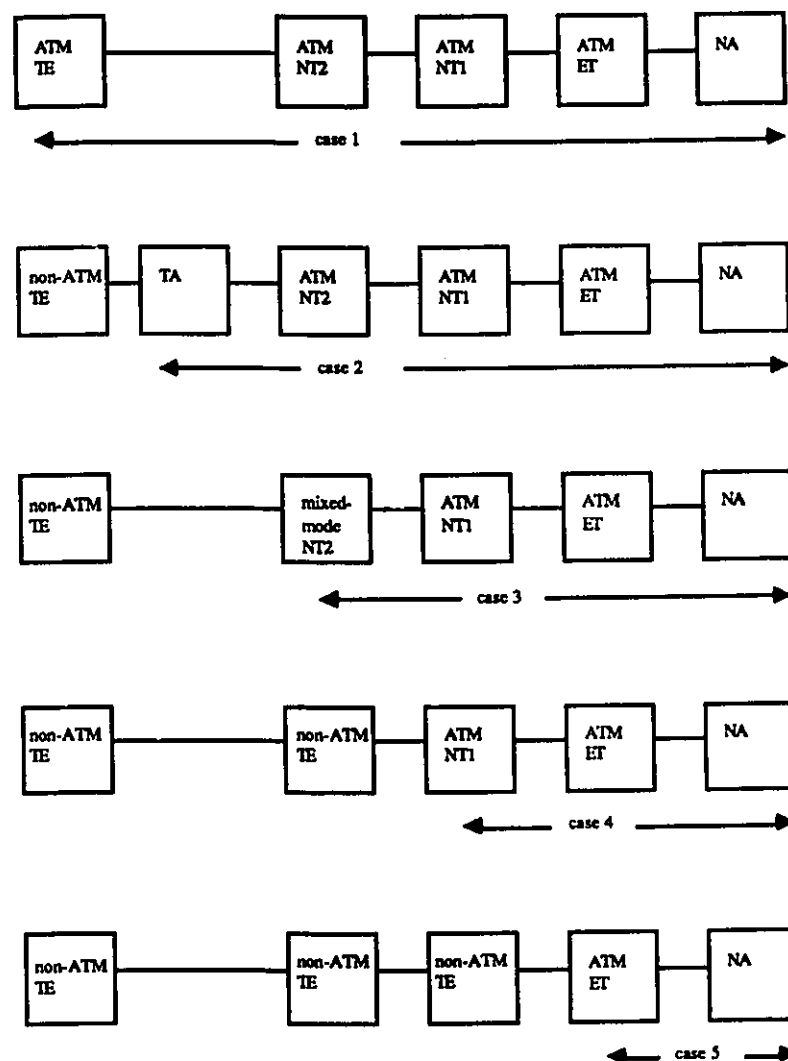 ATM TE
ATM NT2
ATM NT1
ATM ET
NA
case 1
non-ATM TE
TA
ATM NT2
ATM NT1
ATM ET
NA
case 2
non-ATM TE
mixed-mode NT2
ATM NT1
ATM ET
NA
case 3
non-ATM TE
non-ATM TE
ATM NT1
ATM ET
NA
case 4
non-ATM TE
non-ATM TE
non-ATM TE
ATM ET
NA
case 5